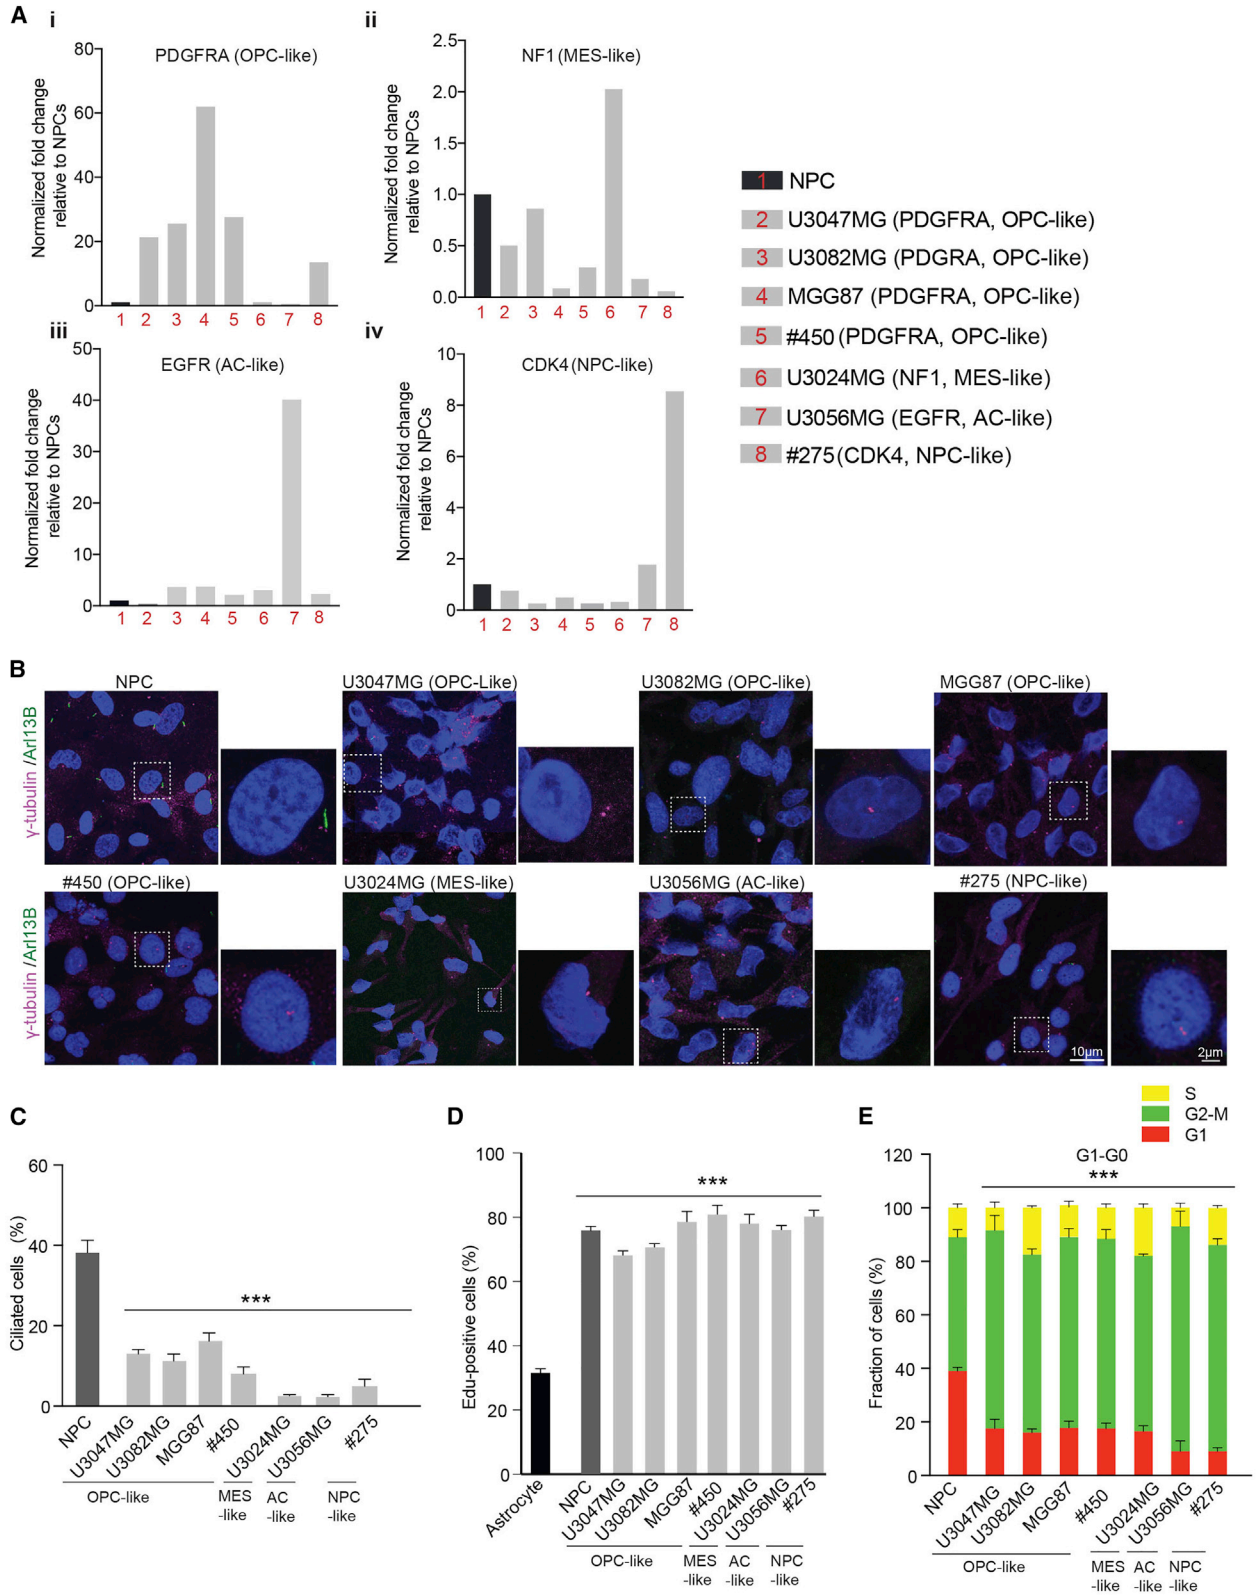 A
i
PDGFRA (OPC-like)
Normalized fold change
relative to NPCs
80
60
40
20
0
1 2 3 4 5 6 7 8
ii
NF1 (MES-like)
Normalized fold change
relative to NPCs
2.5
2.0
1.5
1.0
0.5
0.0
1 2 3 4 5 6 7 8
iii
EGFR (AC-like)
Normalized fold change
relative to NPCs
50
40
30
20
10
0
1 2 3 4 5 6 7 8
iv
CDK4 (NPC-like)
Normalized fold change
relative to NPCs
10
8
6
4
2
0
1 2 3 4 5 6 7 8
1 NPC
2 U3047MG (PDGFRA, OPC-like)
3 U3082MG (PDGRA, OPC-like)
4 MGG87 (PDGFRA, OPC-like)
5 #450 (PDGFRA, OPC-like)
6 U3024MG (NF1, MES-like)
7 U3056MG (EGFR, AC-like)
8 #275 (CDK4, NPC-like)
B
NPC
U3047MG (OPC-Like)
U3082MG (OPC-like)
MGG87 (OPC-like)
γ-tubulin /Arl13B
#450 (OPC-like)
U3024MG (MES-like)
U3056MG (AC-like)
#275 (NPC-like)
γ-tubulin /Arl13B
10μm
2μm
C
Ciliated cells (%)
60
40
20
0
***
NPC
U3047MG
U3082MG
MGG87
#450
U3024MG
U3056MG
#275
OPC-like
MES
-like
AC
-like
NPC
-like
D
Edu-positive cells (%)
100
80
60
40
20
0
***
Astrocyte
NPC
U3047MG
U3082MG
MGG87
#450
U3024MG
U3056MG
#275
OPC-like
MES
-like
AC
-like
NPC
-like
E
S
G2-M
G1
G1-G0
***
Fraction of cells (%)
120
100
80
60
40
20
0
NPC
U3047MG
U3082MG
MGG87
#450
U3024MG
U3056MG
#275
OPC-like
MES
-like
AC
-like
NPC
-like